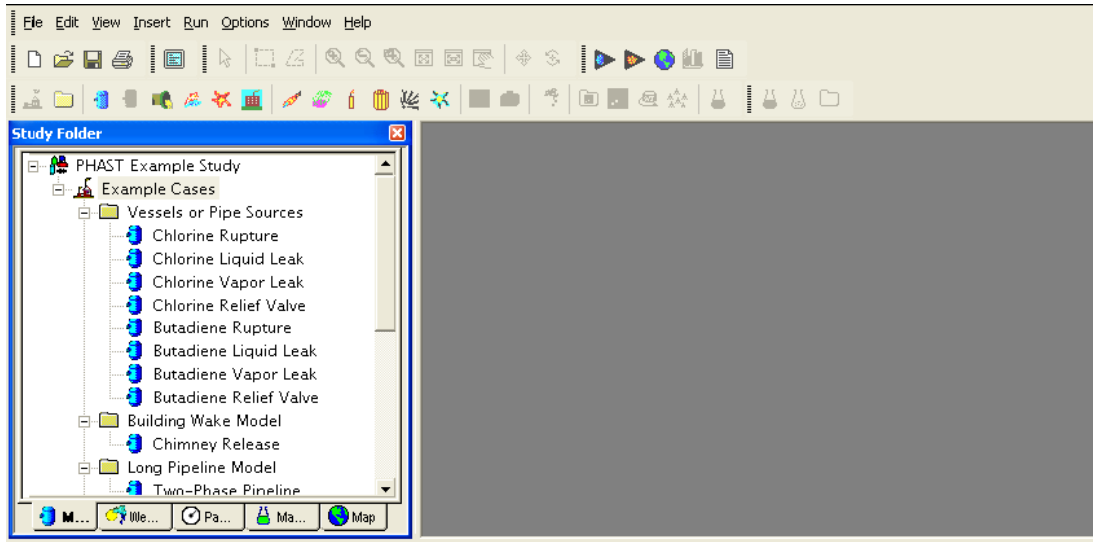 File Edit View Insert Run Options Window Help
Study Folder
PHAST Example Study
Example Cases
Vessels or Pipe Sources
Chlorine Rupture
Chlorine Liquid Leak
Chlorine Vapor Leak
Chlorine Relief Valve
Butadiene Rupture
Butadiene Liquid Leak
Butadiene Vapor Leak
Butadiene Relief Valve
Building Wake Model
Chimney Release
Long Pipeline Model
Two-Phase Pipeline
M... We... Pa... Ma... Map